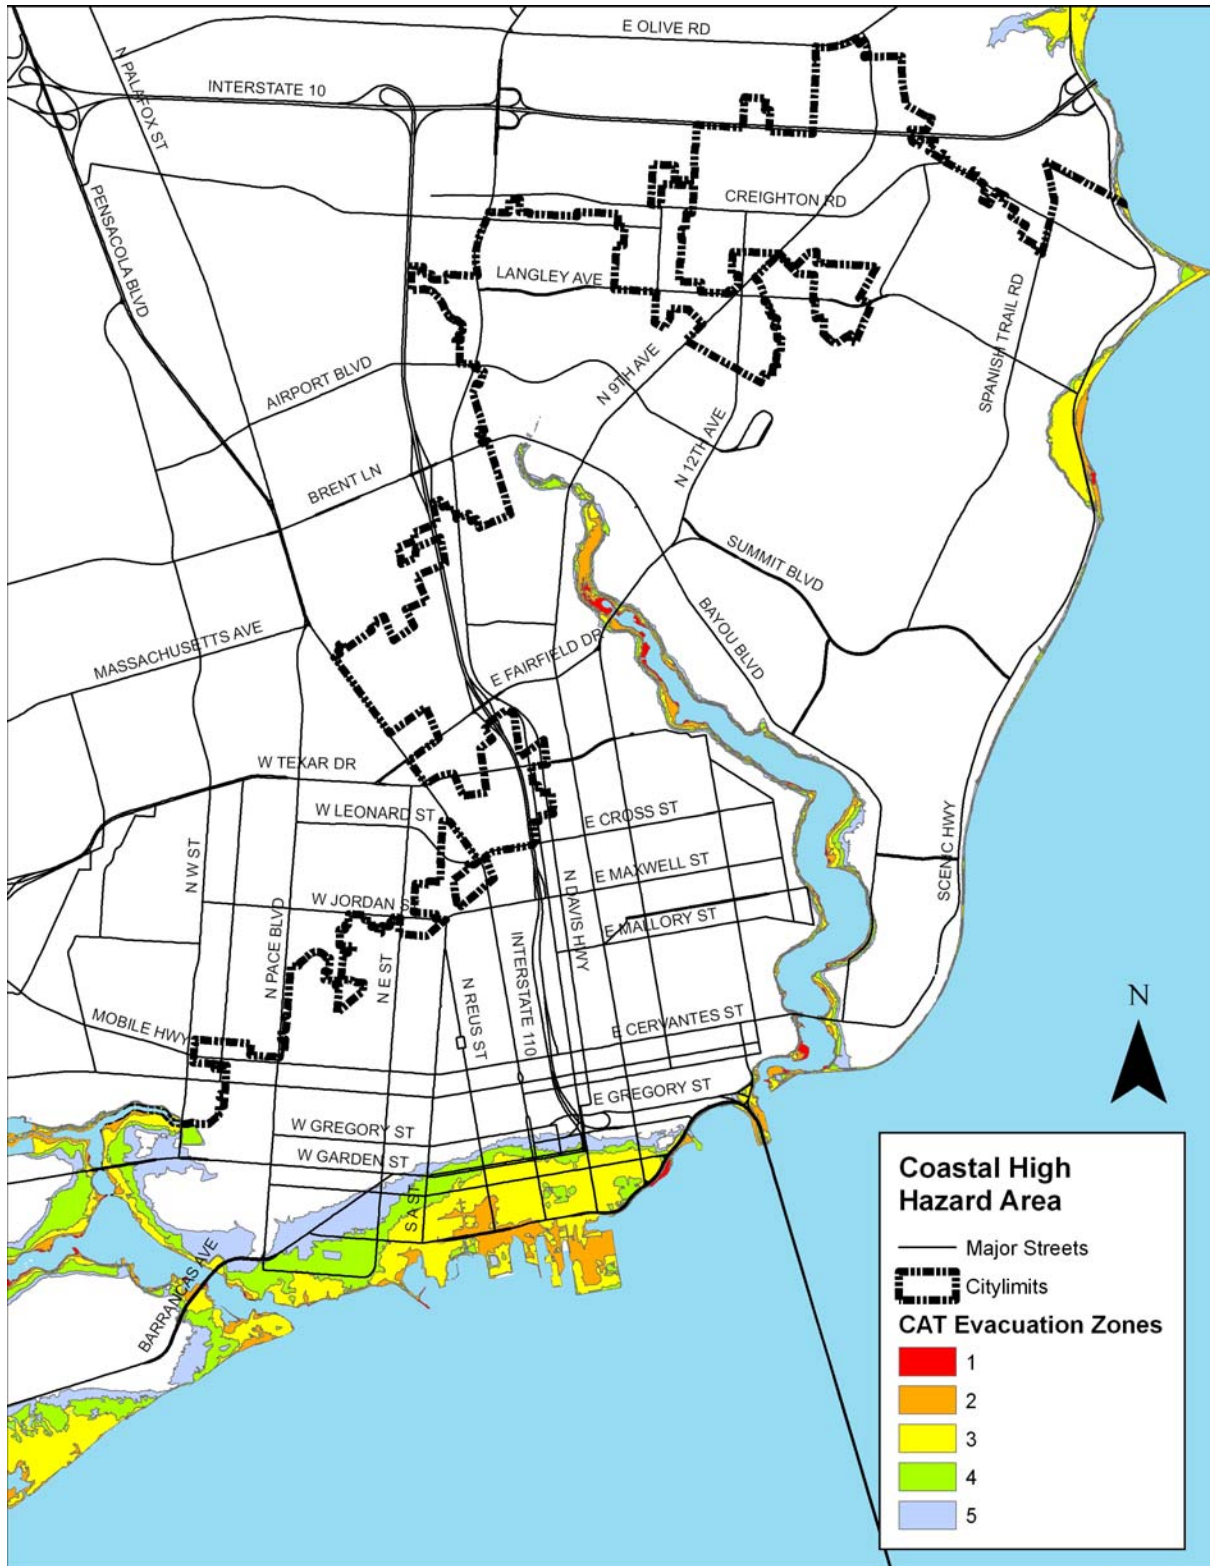 E OLIVE RD
N PALAFOX ST
INTERSTATE 10
PENSACOLA BLVD
CREIGHTON RD
LANGLEY AVE
SPANISH TRAIL RD
AIRPORT BLVD
N 9TH AVE
N 12TH AVE
BRENT LN
SUMMIT BLVD
BAYOU BLVD
MASSACHUSETTS AVE
E FAIRFIELD DR
W TEXAR DR
W LEONARD ST
E CROSS ST
SCENIC HWY
N W ST
E MAXWELL ST
N PACE BLVD
W JORDAN S
N DAVIS HWY
E MALLORY ST
N E ST
N REUS ST
INTERSTATE 110
N
MOBILE HWY
E CERVANTES ST
E GREGORY ST
W GREGORY ST
W GARDEN ST
S A ST
BARRANCAS AVE
Coastal High
Hazard Area
Major Streets
Citylimits
CAT Evacuation Zones
1
2
3
4
5